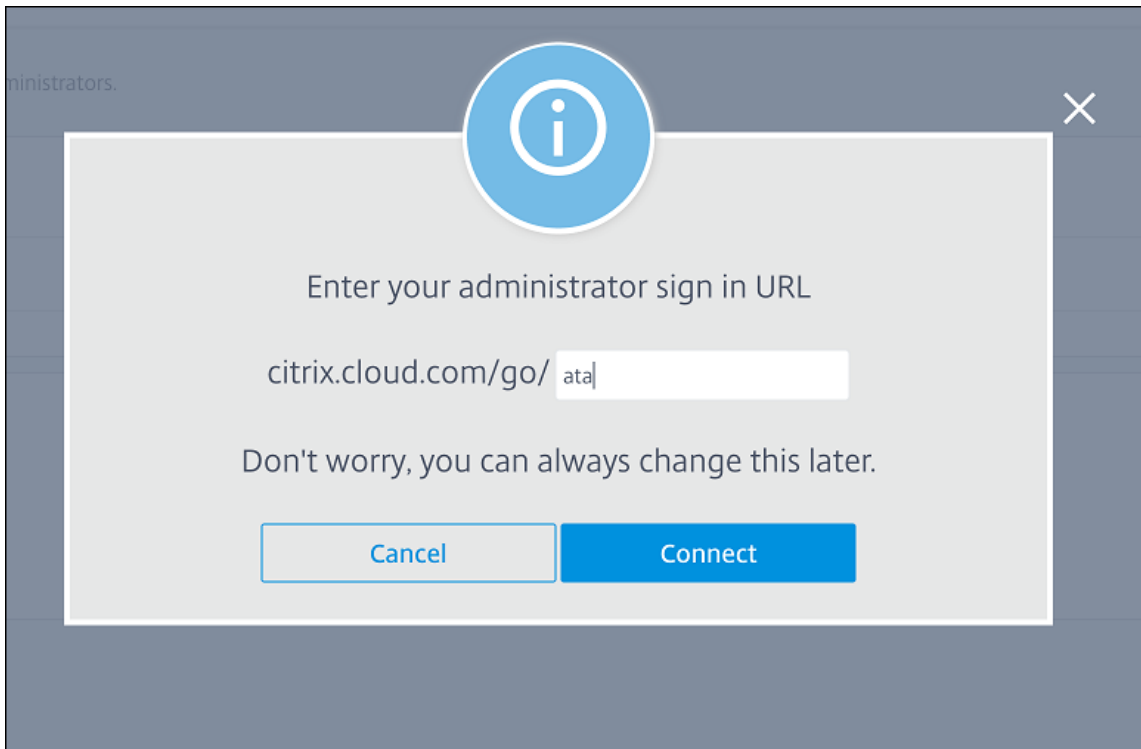 ministrators.
Enter your administrator sign in URL
citrix.cloud.com/go/ ata
Don't worry, you can always change this later.
Cancel Connect